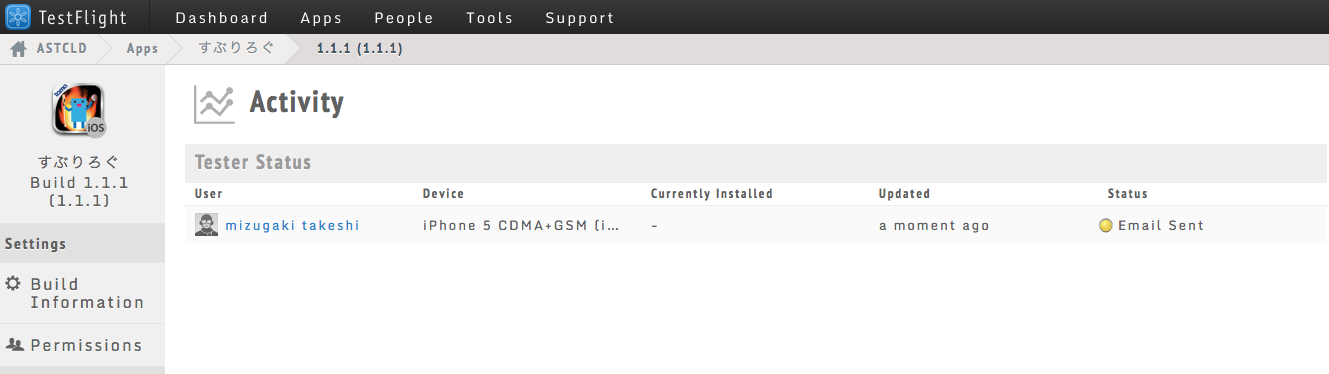 TestFlight Dashboard Apps People Tools Support
ASTCLD Apps すぶりろぐ 1.1.1 (1.1.1)
tomo
iOS
すぶりろぐ
Build 1.1.1
(1.1.1)
Settings
Build
Information
Permissions
Activity
Tester Status
User Device Currently Installed Updated Status
mizugaki takeshi iPhone 5 CDMA+GSM (i... - a moment ago Email Sent